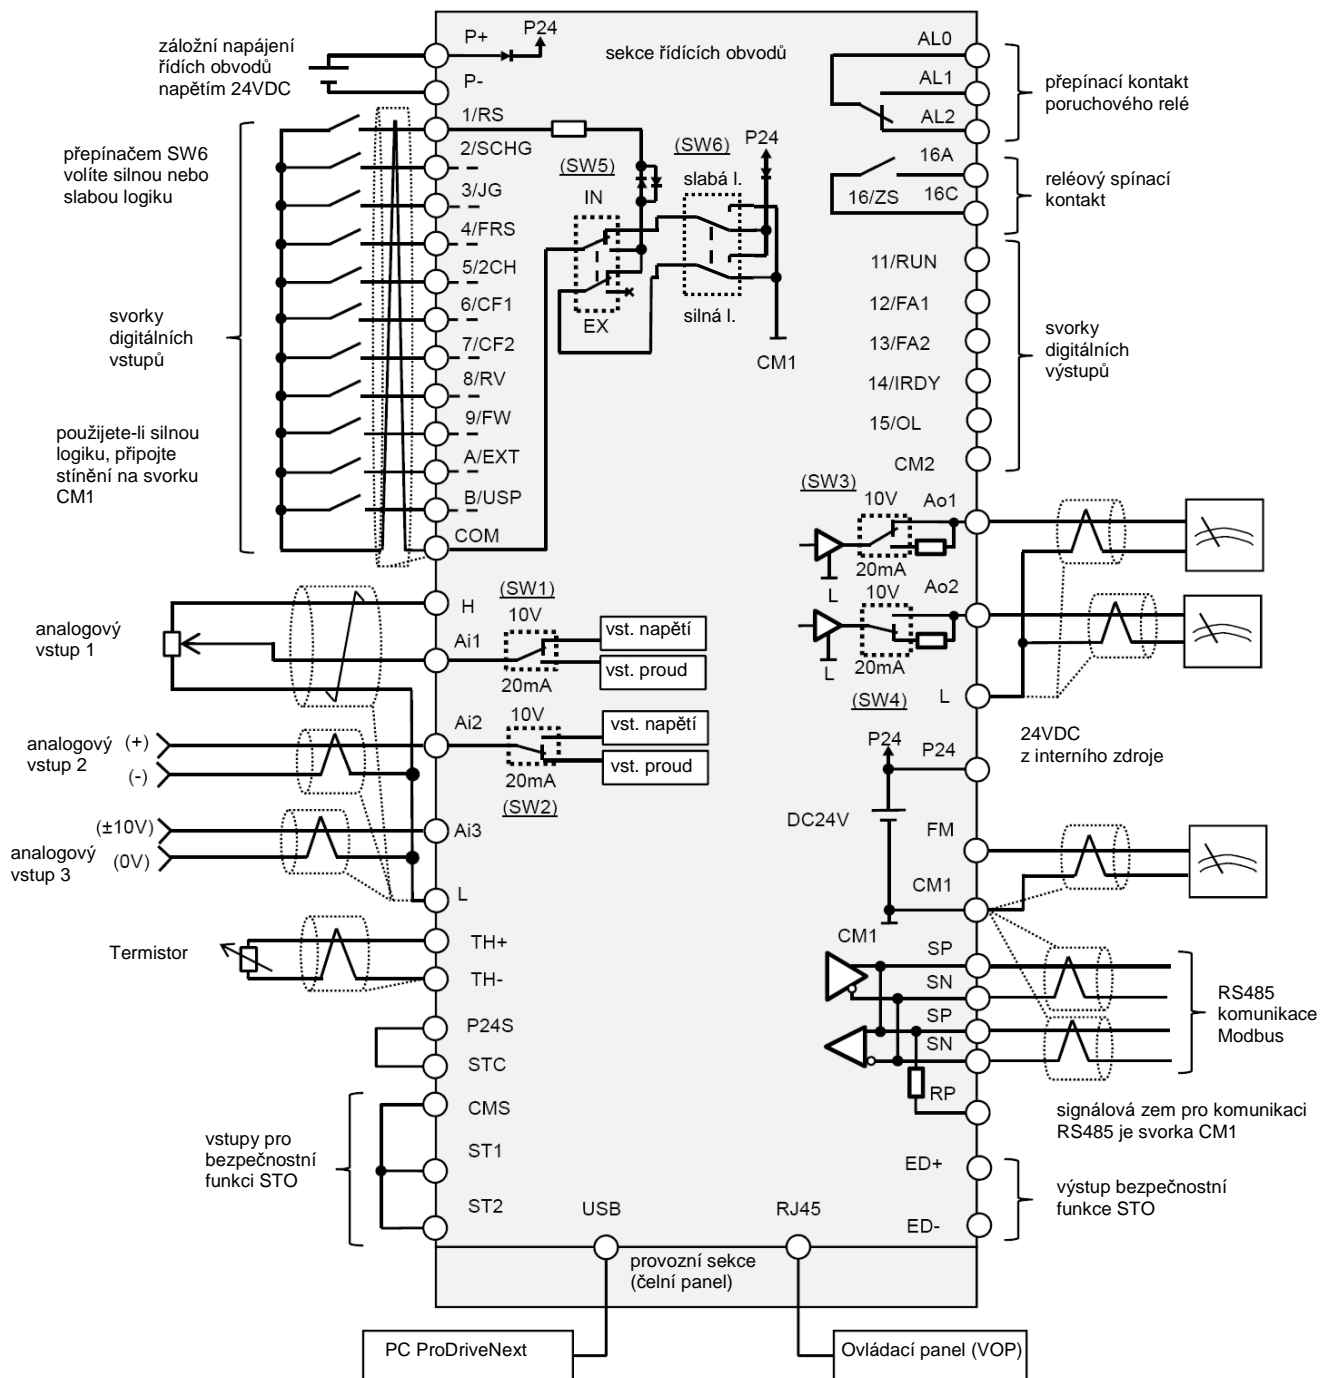 záložní napájení
řídích obvodů
napětím 24VDC
P+
P24
P-
sekce řídících obvodů
AL0
AL1
AL2
přepínací kontakt
poruchového relé
přepínačem SW6
volíte silnou nebo
slabou logiku
1/RS
2/SCHG
3/JG
4/FRS
5/2CH
6/CF1
7/CF2
8/RV
9/FW
A/EXT
B/USP
COM
svorky
digitálních
vstupů
použijete-li silnou
logiku, připojte
stínění na svorku
CM1
(SW5)
IN
EX
(SW6)
slabá l.
silná l.
P24
CM1
16A
16/ZS
16C
reléový spínací
kontakt
11/RUN
12/FA1
13/FA2
14/IRDY
15/OL
CM2
svorky
digitálních
výstupů
(SW3)
10V
Ao1
20mA
L
10V
Ao2
20mA
L
(SW4)
L
analogový
vstup 1
H
Ai1
(SW1)
10V
20mA
vst. napětí
vst. proud
analogový
vstup 2
(+)
(-)
Ai2
10V
20mA
(SW2)
vst. napětí
vst. proud
analogový
vstup 3
(±10V)
(0V)
Ai3
L
24VDC
z interního zdroje
P24
P24
DC24V
FM
CM1
CM1
Termistor
TH+
TH-
SP
SN
SP
SN
RP
RS485
komunikace
Modbus
signálová zem pro komunikaci
RS485 je svorka CM1
P24S
STC
CMS
ST1
ST2
vstupy pro
bezpečnostní
funkci STO
ED+
ED-
výstup bezpečnostní
funkce STO
USB
RJ45
provozní sekce
(čelní panel)
PC ProDriveNext
Ovládací panel (VOP)